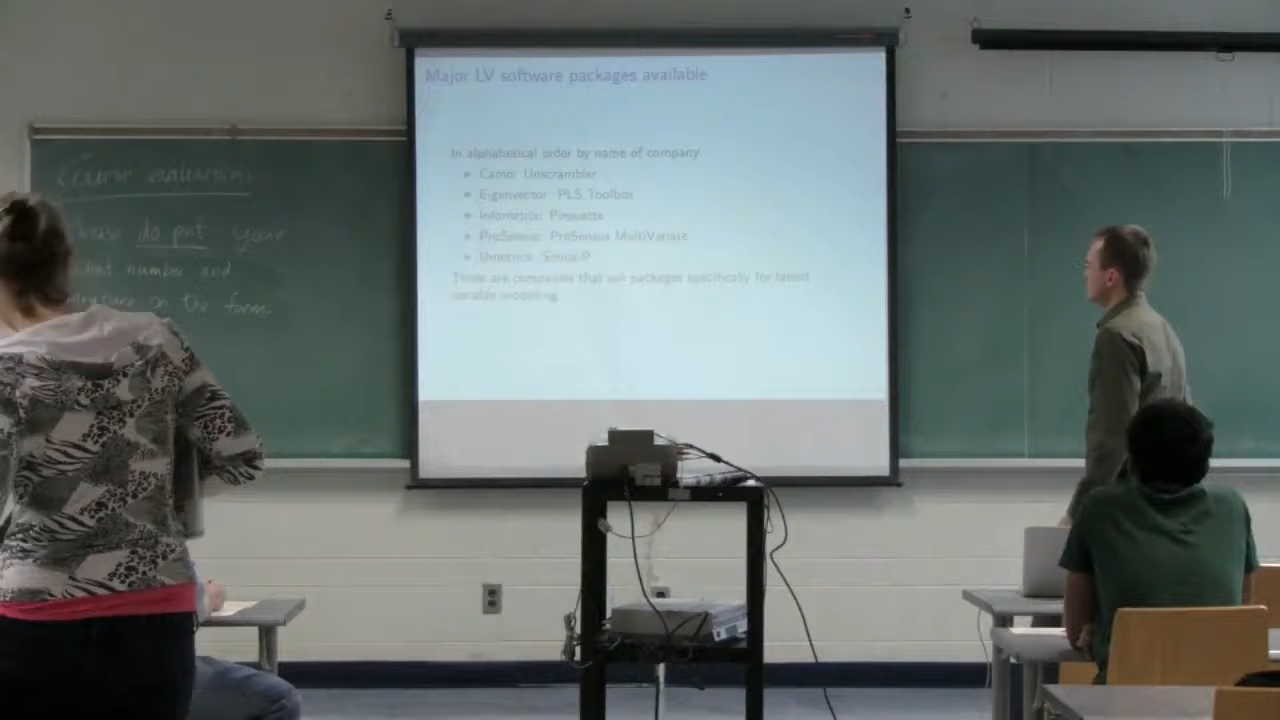 Major LV software packages available
In alphabetical order by name of company
Camo: Unscrambler
Eigenvector: PLS_Toolbox
Infometrix: Pirouette
ProSensus: ProSensus MultiVariate
Umetrics: Simca-P
These are companies that sell packages specifically for latent
variable modelling
Course evaluations
Please do put your
number and
on the form.